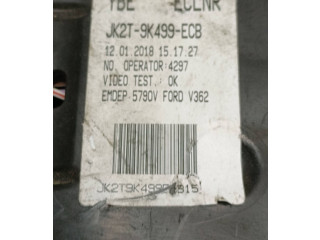 JK2T-9K499-ECB
12.01.2018 15.17.27
NO. OPERATOR:4297
VIDEO TEST.: OK
EMDEP-5790V FORD V362